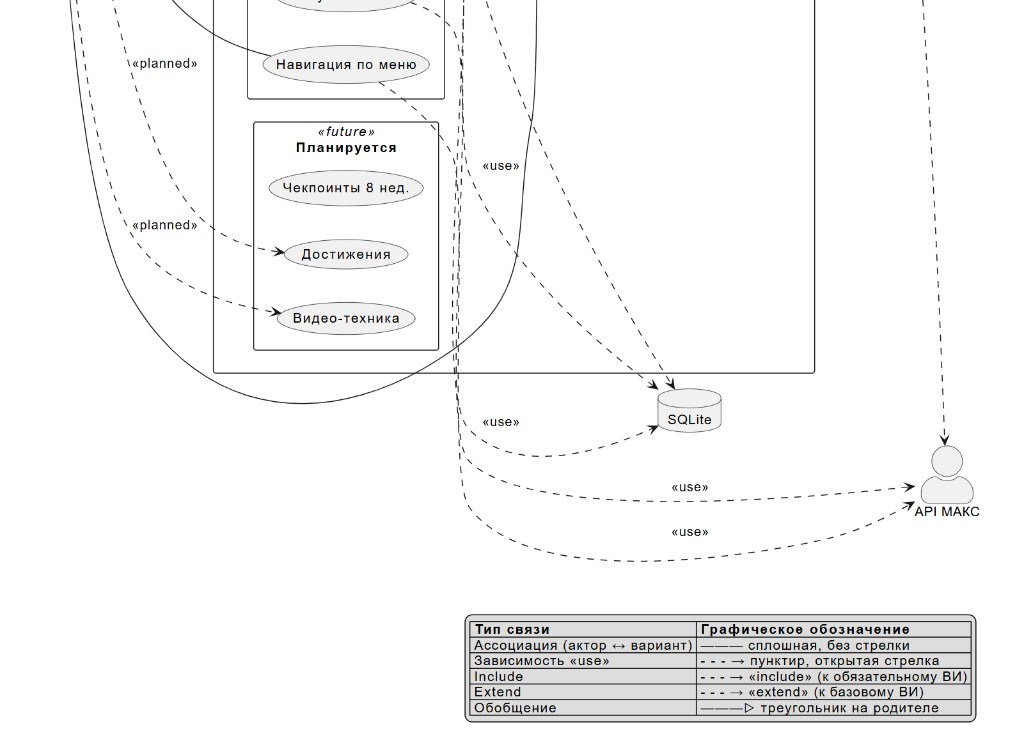 Навигация по меню
«planned»
«future»
Планируется
«use»
Чекпоинты 8 нед.
«planned»
Достижения
Видео-техника
SQLite
«use»
«use»
API МАКС
«use»
Тип связи Графическое обозначение
Ассоциация (актор ↔ вариант) ——— сплошная, без стрелки
Зависимость «use» - - - → пунктир, открытая стрелка
Include - - - → «include» (к обязательному ВИ)
Extend - - - → «extend» (к базовому ВИ)
Обобщение ———▷ треугольник на родителе